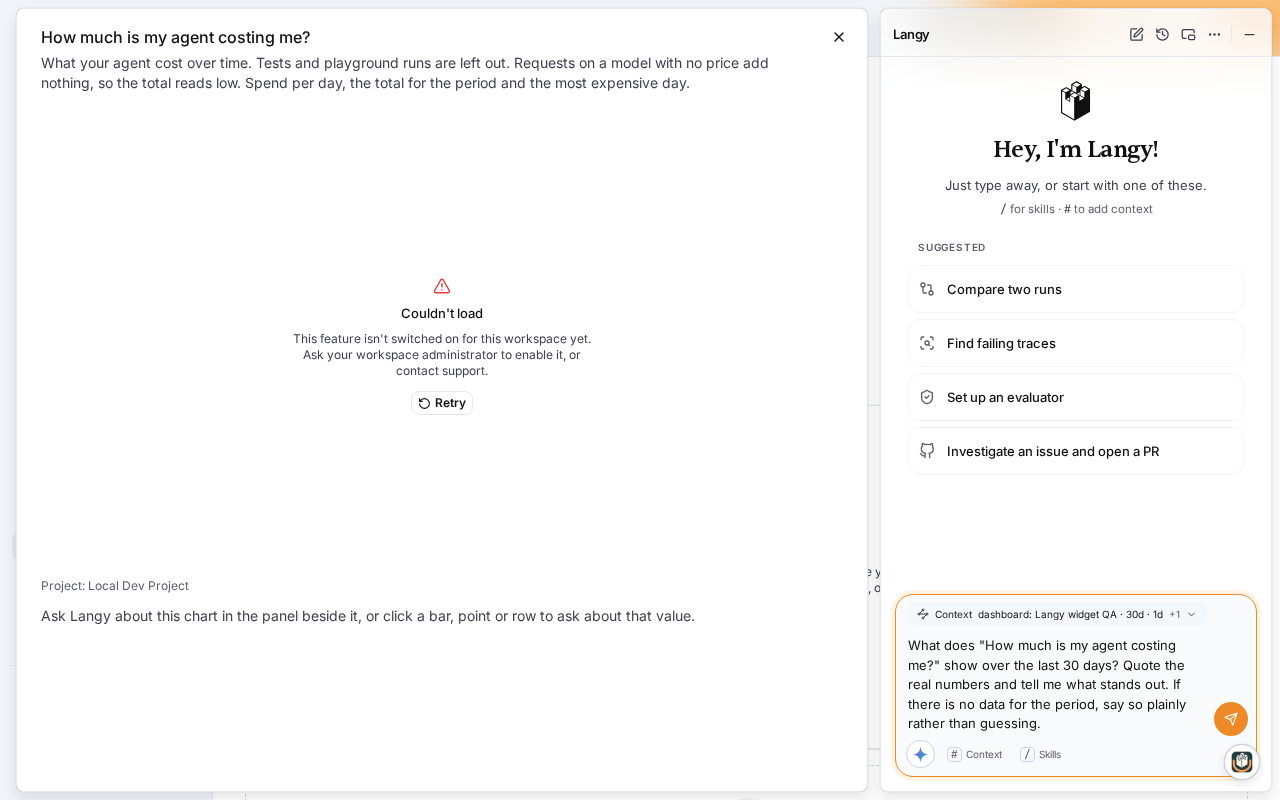 How much is my agent costing me?
What your agent cost over time. Tests and playground runs are left out. Requests on a model with no price add
nothing, so the total reads low. Spend per day, the total for the period and the most expensive day.
Couldn't load
This feature isn't switched on for this workspace yet.
Ask your workspace administrator to enable it, or
contact support.
Retry
Project: Local Dev Project
Ask Langy about this chart in the panel beside it, or click a bar, point or row to ask about that value.
Langy
Hey, I'm Langy!
Just type away, or start with one of these.
/ for skills · # to add context
SUGGESTED
Compare two runs
Find failing traces
Set up an evaluator
Investigate an issue and open a PR
Context dashboard: Langy widget QA · 30d · 1d +1
What does "How much is my agent costing
me?" show over the last 30 days? Quote the
real numbers and tell me what stands out. If
there is no data for the period, say so plainly
rather than guessing.
# Context / Skills